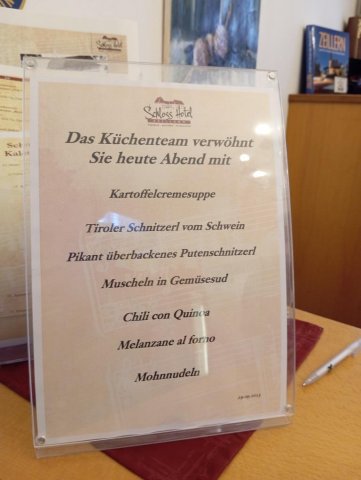 Schloss Hotel
ZEILLERN
Das Küchenteam verwöhnt
Sie heute Abend mit
Kartoffelcremesuppe
Tiroler Schnitzerl vom Schwein
Pikant überbackenes Putenschnitzerl
Muscheln in Gemüsesud
Chili con Quinoa
Melanzane al forno
Mohnnudeln